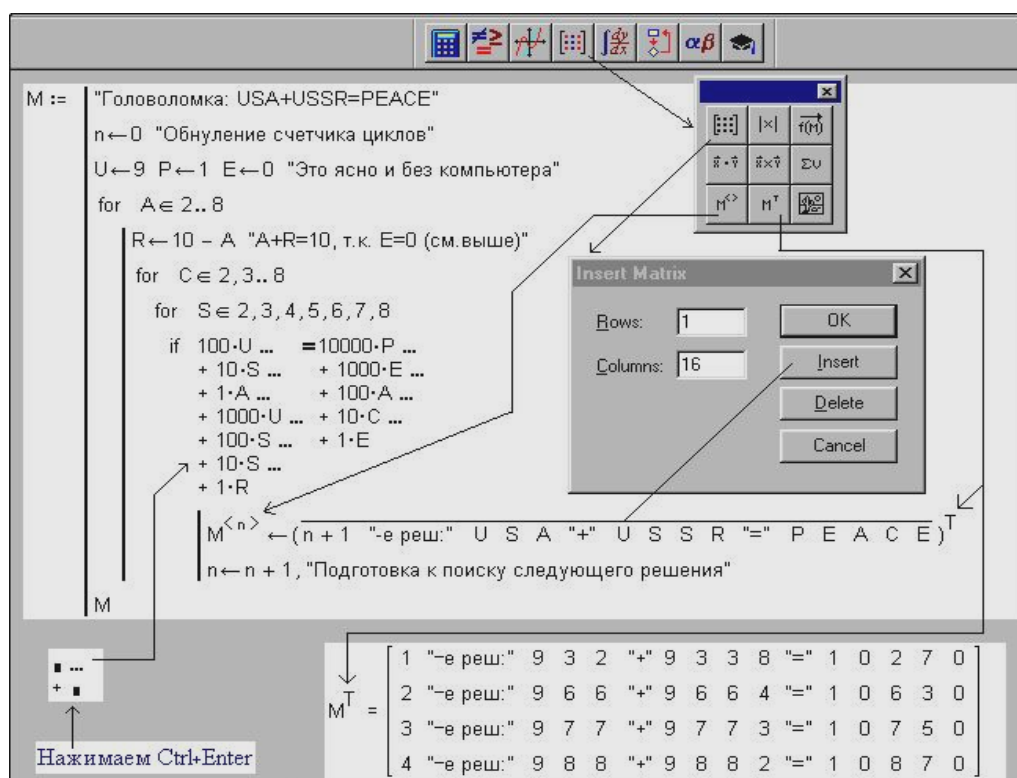 M := "Головоломка: USA+USSR=PEACE"
n←0 "Обнуление счетчика циклов"
U←9 P←1 E←0 "Это ясно и без компьютера"
for A∈2..8
R←10 − A "A+R=10, т.к. E=0 (см.выше)"
for C∈2,3..8
for S∈2,3,4,5,6,7,8
if 100·U ... =10000·P ...
+ 10·S ... + 1000·E ...
+ 1·A ... + 100·A ...
+ 1000·U ... + 10·C ...
+ 100·S ... + 1·E
+ 10·S ...
+ 1·R
M<n> ←(n + 1 "-е реш:" U S A "+" U S S R "=" P E A C E)T
n←n + 1, "Подготовка к поиску следующего решения"
M
≠≥
∫dy/dx
αβ
[⁝⁝⁝] |×| f(M)
x·y x×y Συ
M<> MT
Insert Matrix
Rows: 1
Columns: 16
OK
Insert
Delete
Cancel
▪ ...
+ ▪
Нажимаем Ctrl+Enter
MT =
1 "-е реш:" 9 3 2 "+" 9 3 3 8 "=" 1 0 2 7 0
2 "-е реш:" 9 6 6 "+" 9 6 6 4 "=" 1 0 6 3 0
3 "-е реш:" 9 7 7 "+" 9 7 7 3 "=" 1 0 7 5 0
4 "-е реш:" 9 8 8 "+" 9 8 8 2 "=" 1 0 8 7 0